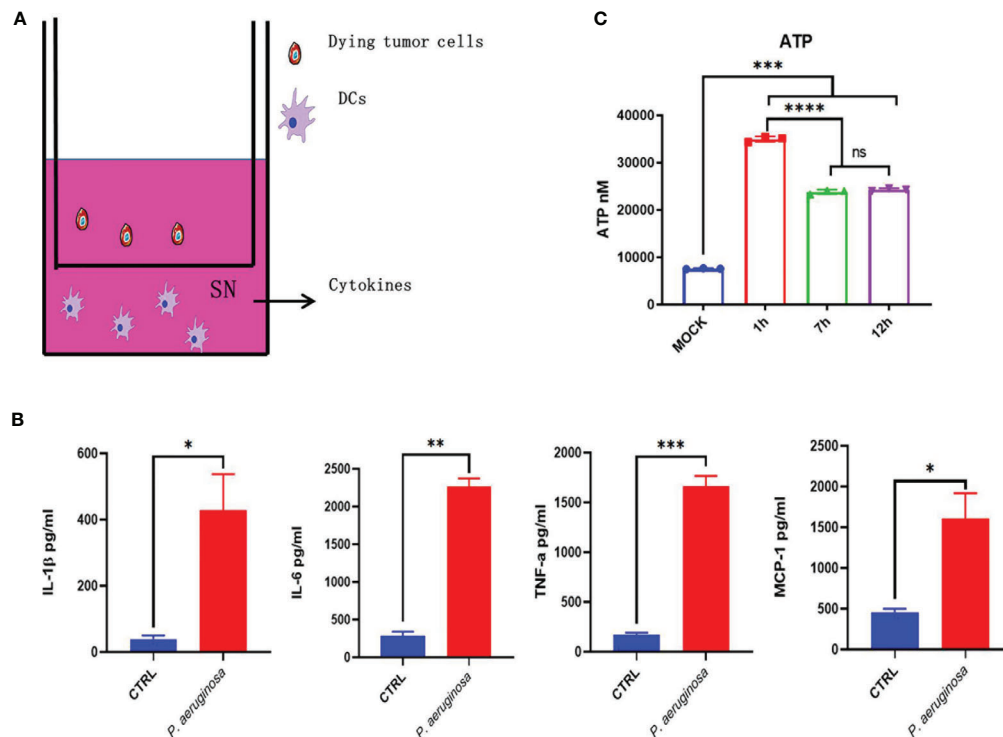 A
Dying tumor cells
DCs
SN
Cytokines
C
ATP
***
****
ns
ATP nM
40000
30000
20000
10000
0
MOCK
1h
7h
12h
B
*
IL-1β pg/ml
600
400
200
0
CTRL
P. aeruginosa
**
IL-6 pg/ml
2500
2000
1500
1000
500
0
CTRL
P. aeruginosa
***
TNF-a pg/ml
2000
1500
1000
500
0
CTRL
P. aeruginosa
*
MCP-1 pg/ml
2500
2000
1500
1000
500
0
CTRL
P. aeruginosa